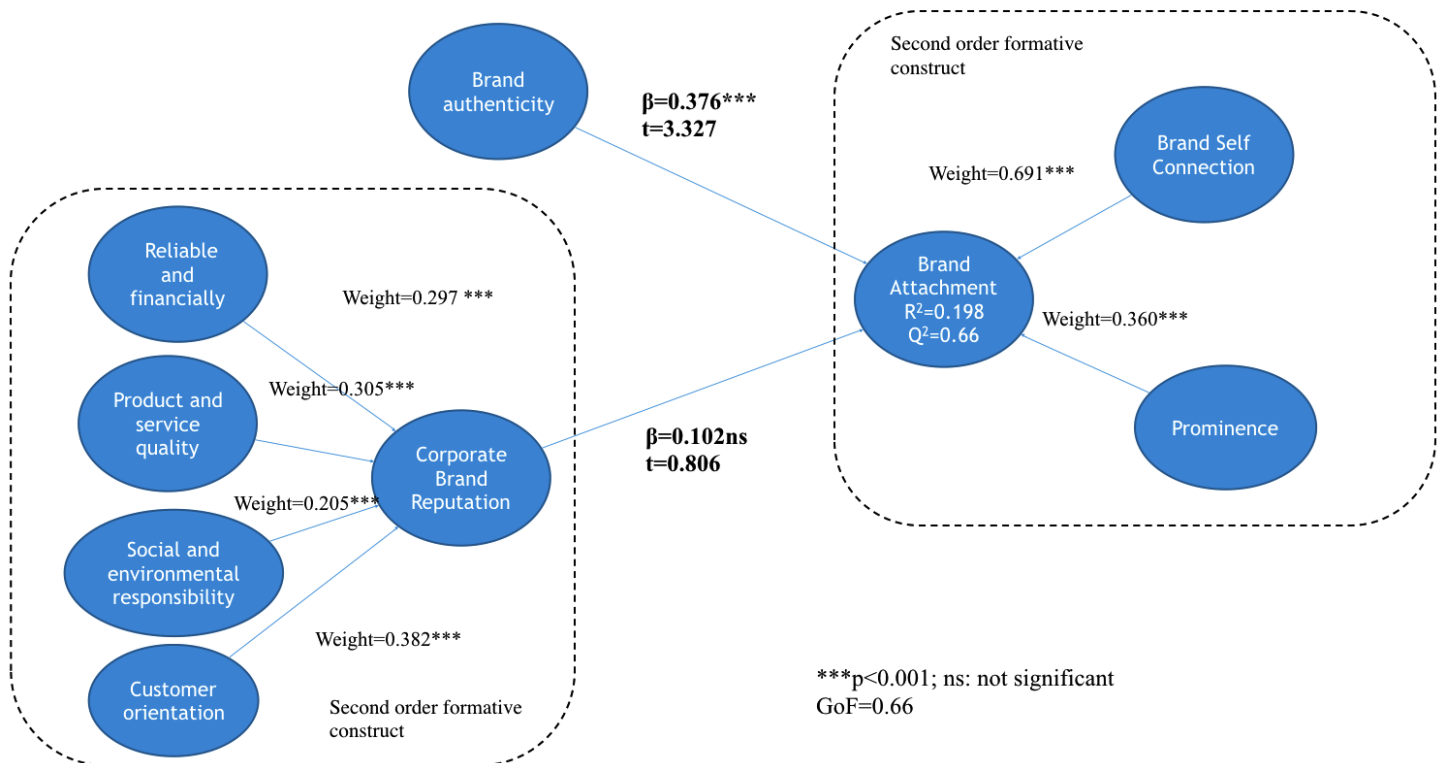 Brand
authenticity
β=0.376***
t=3.327
Second order formative
construct
Brand Self
Connection
Weight=0.691***
Reliable
and
financially
Weight=0.297 ***
Brand
Attachment
R²=0.198
Q²=0.66
Weight=0.360***
Product and
service
quality
Weight=0.305***
Prominence
Corporate
Brand
Reputation
β=0.102ns
t=0.806
Weight=0.205***
Social and
environmental
responsibility
Weight=0.382***
Customer
orientation
Second order formative
construct
***p<0.001; ns: not significant
GoF=0.66